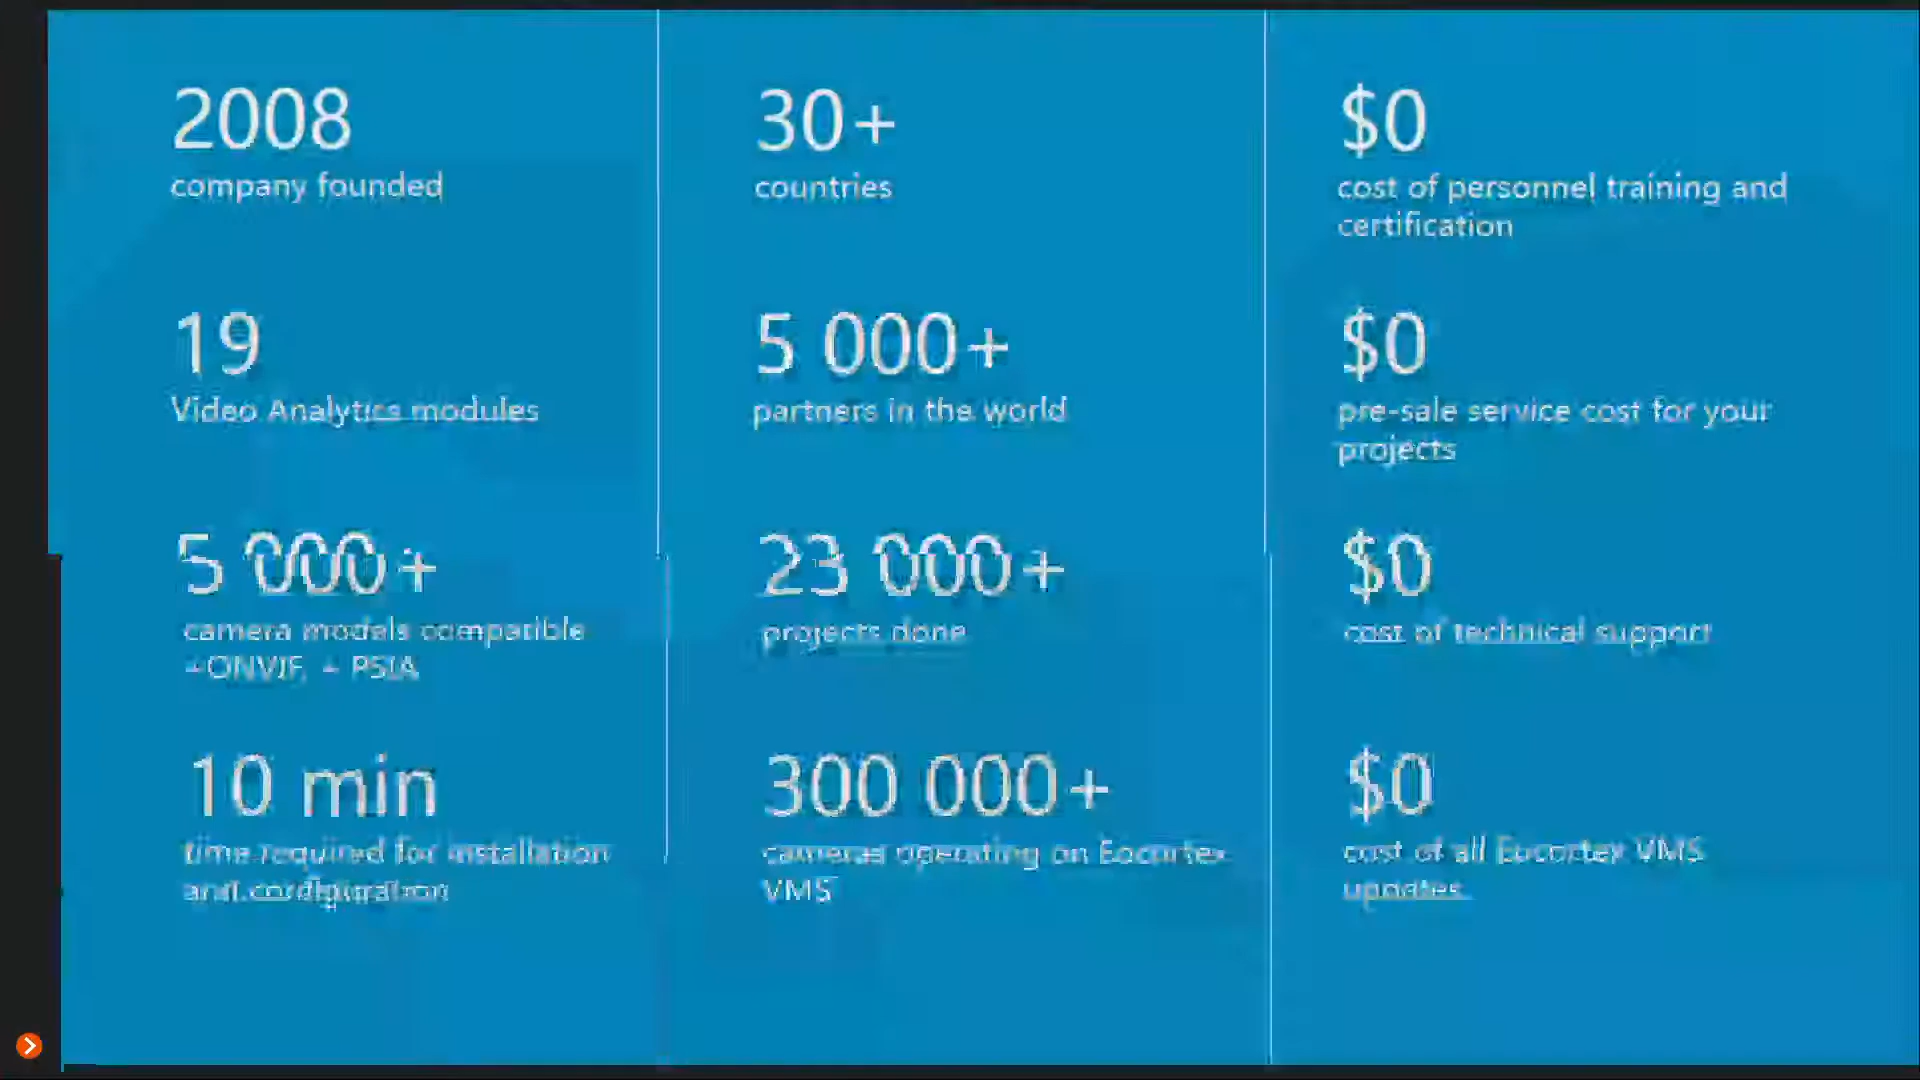 2008
company founded
19
Video Analytics modules
5 000+
camera models compatible
+ONVIF, + PSIA
10 min
time required for installation
and configuration
30+
countries
5 000+
partners in the world
23 000+
projects done
300 000+
cameras operating on Eocortex
VMS
$0
cost of personnel training and
certification
$0
pre-sale service cost for your
projects
$0
cost of technical support
$0
cost of all Eocortex VMS
updates